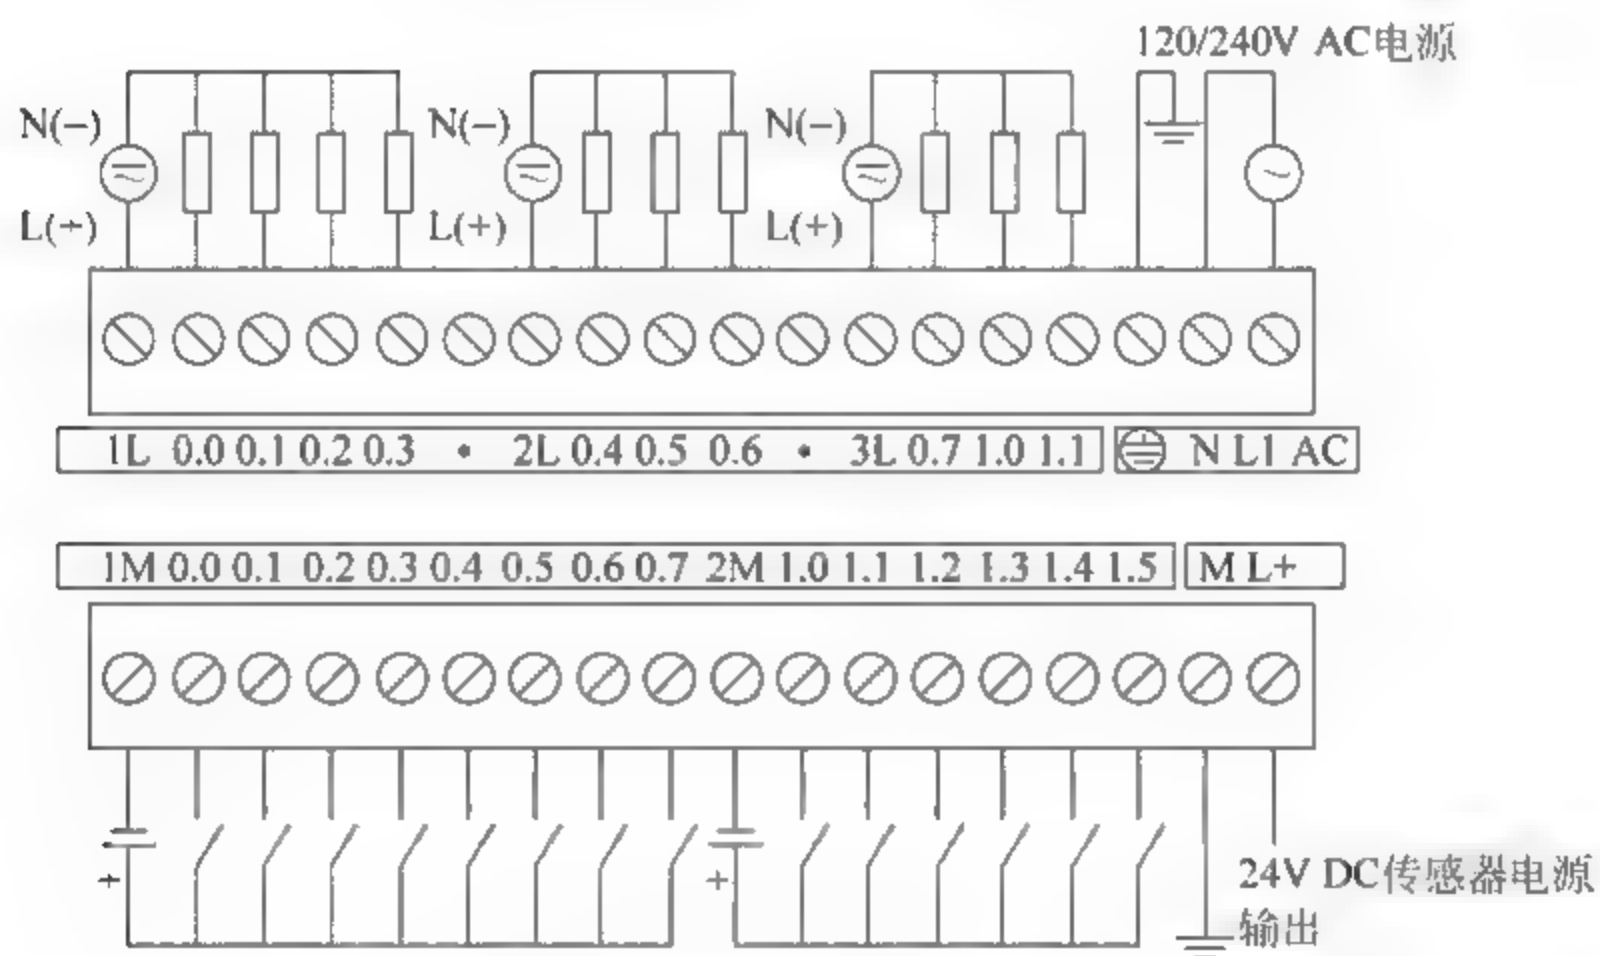 120/240V AC电源
N(−) N(−) N(−)
L(+) L(+) L(+)
1L 0.0 0.1 0.2 0.3 • 2L 0.4 0.5 0.6 • 3L 0.7 1.0 1.1 N L1 AC
1M 0.0 0.1 0.2 0.3 0.4 0.5 0.6 0.7 2M 1.0 1.1 1.2 1.3 1.4 1.5 M L+
+ +
24V DC传感器电源
输出